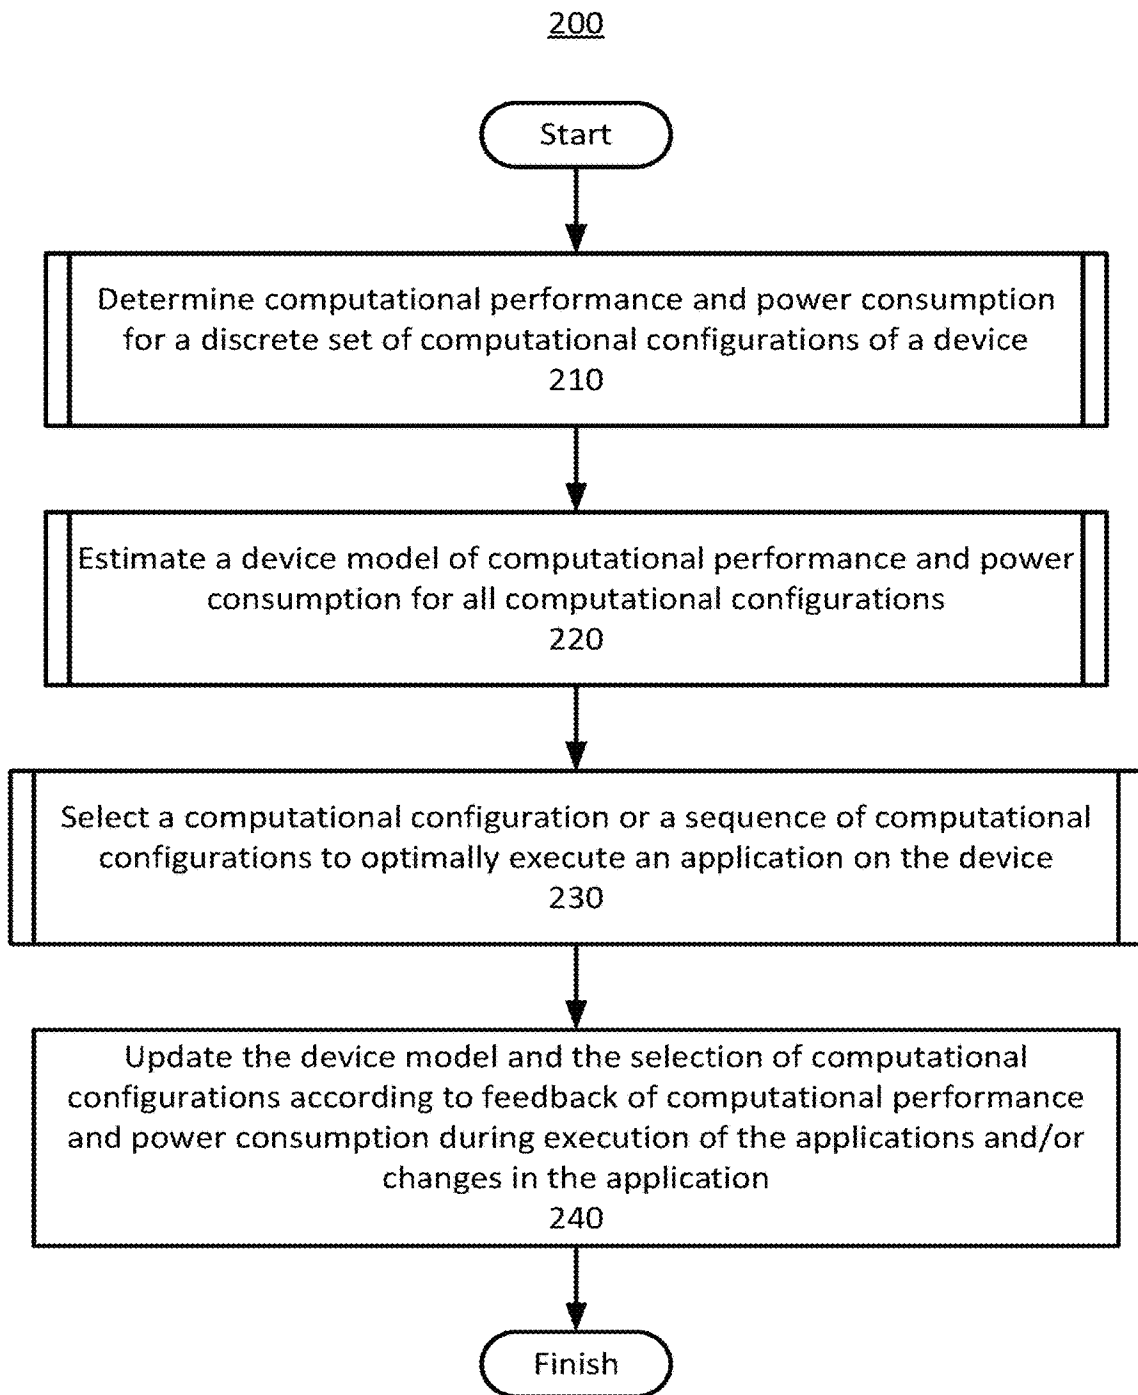 200
Start
Determine computational performance and power consumption
for a discrete set of computational configurations of a device
210
Estimate a device model of computational performance and power
consumption for all computational configurations
220
Select a computational configuration or a sequence of computational
configurations to optimally execute an application on the device
230
Update the device model and the selection of computational
configurations according to feedback of computational performance
and power consumption during execution of the applications and/or
changes in the application
240
Finish